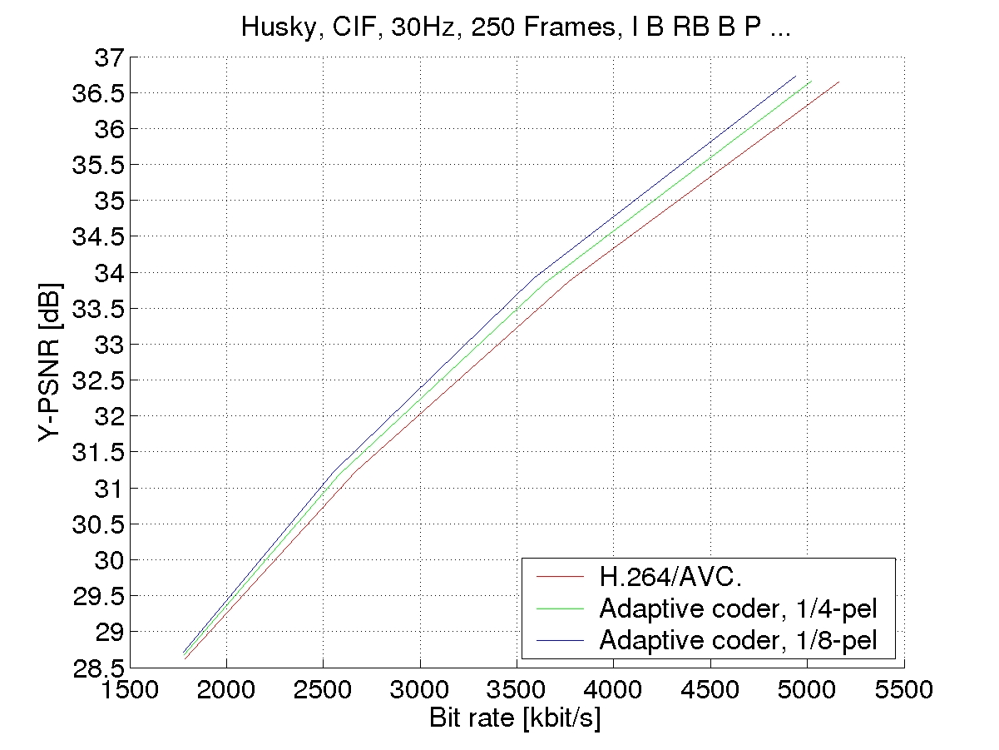 Husky, CIF, 30Hz, 250 Frames, I B RB B P ...
37
36.5
36
35.5
35
34.5
34
33.5
33
32.5
32
31.5
31
30.5
30
29.5
29
28.5
Y-PSNR [dB]
H.264/AVC.
Adaptive coder, 1/4-pel
Adaptive coder, 1/8-pel
1500 2000 2500 3000 3500 4000 4500 5000 5500
Bit rate [kbit/s]